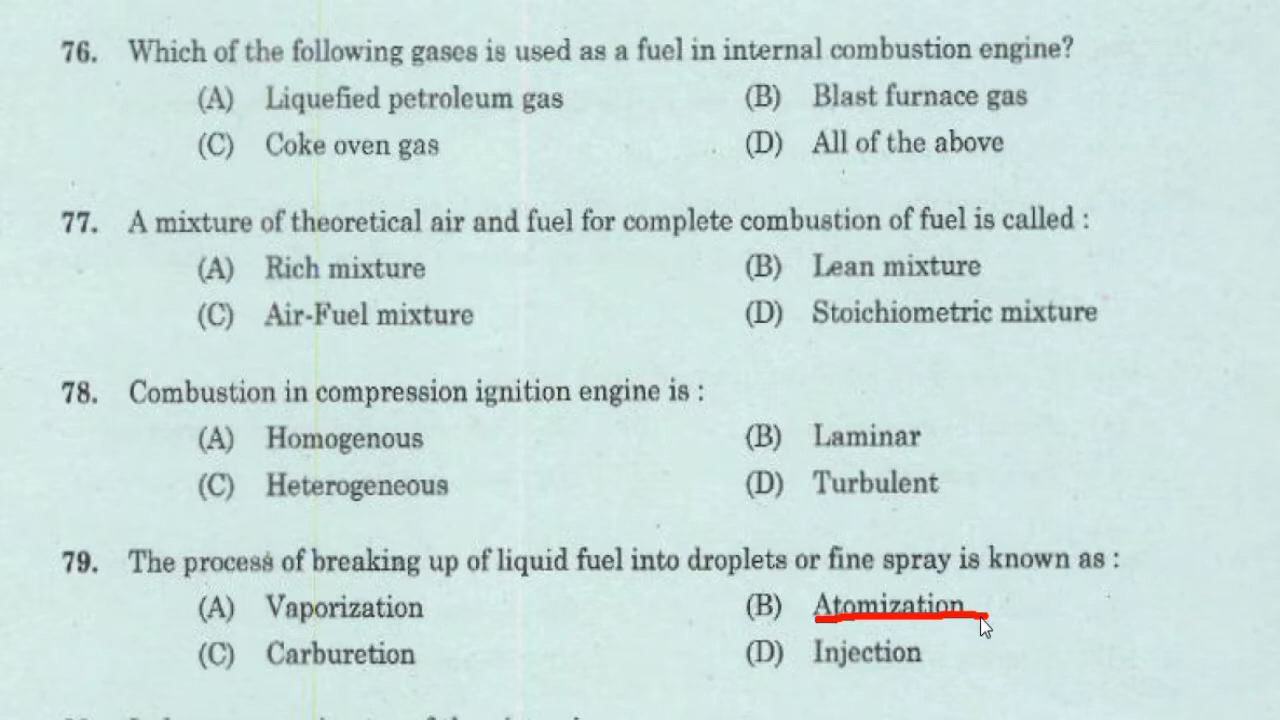 76. Which of the following gases is used as a fuel in internal combustion engine?
(A) Liquefied petroleum gas (B) Blast furnace gas
(C) Coke oven gas (D) All of the above
77. A mixture of theoretical air and fuel for complete combustion of fuel is called :
(A) Rich mixture (B) Lean mixture
(C) Air-Fuel mixture (D) Stoichiometric mixture
78. Combustion in compression ignition engine is :
(A) Homogenous (B) Laminar
(C) Heterogeneous (D) Turbulent
79. The process of breaking up of liquid fuel into droplets or fine spray is known as :
(A) Vaporization (B) Atomization
(C) Carburetion (D) Injection